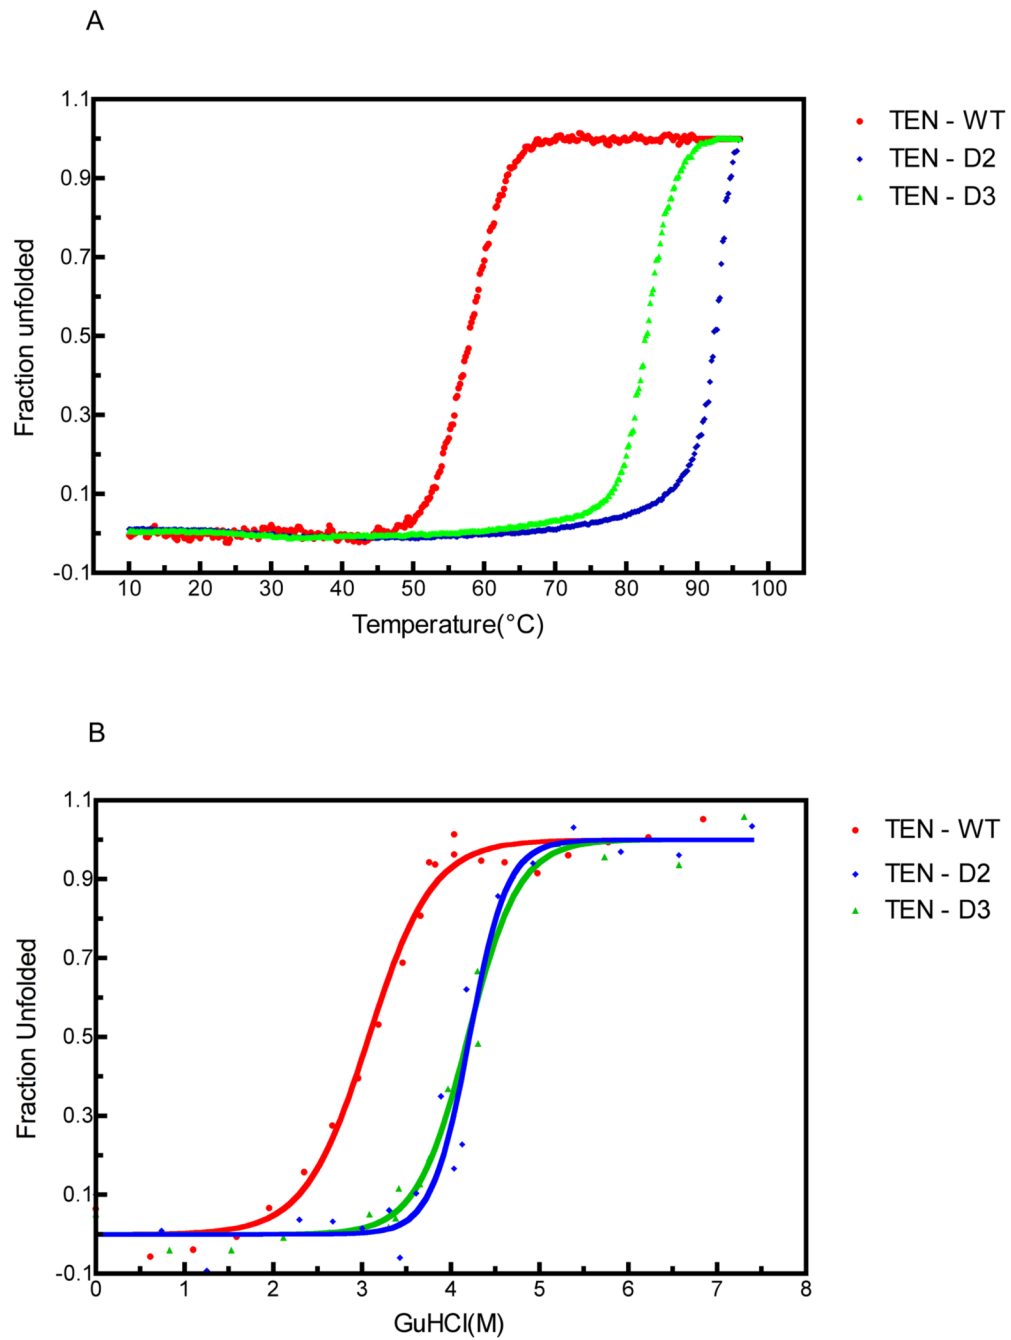 A
1.1
0.9
0.7
0.5
0.3
0.1
-0.1
Fraction unfolded
10 20 30 40 50 60 70 80 90 100
Temperature(°C)
TEN - WT
TEN - D2
TEN - D3
B
1.1
0.9
0.7
0.5
0.3
0.1
-0.1
Fraction Unfolded
0 1 2 3 4 5 6 7 8
GuHCl(M)
TEN - WT
TEN - D2
TEN - D3